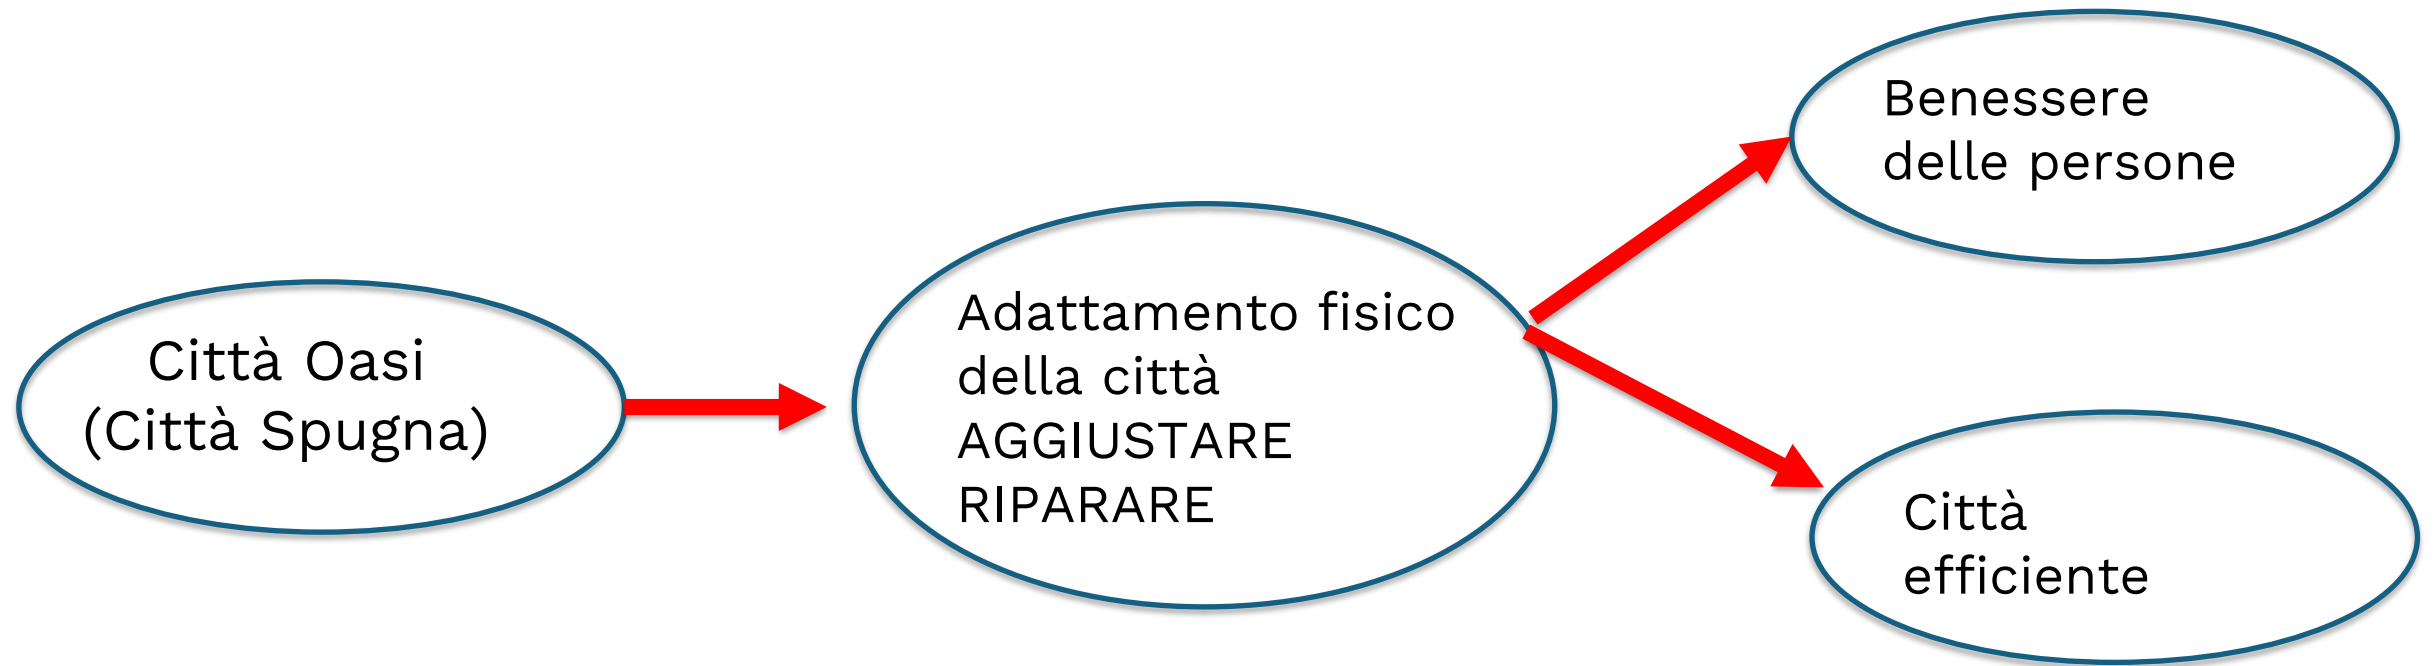 Città Oasi
(Città Spugna)
Adattamento fisico
della città
AGGIUSTARE
RIPARARE
Benessere
delle persone
Città
efficiente